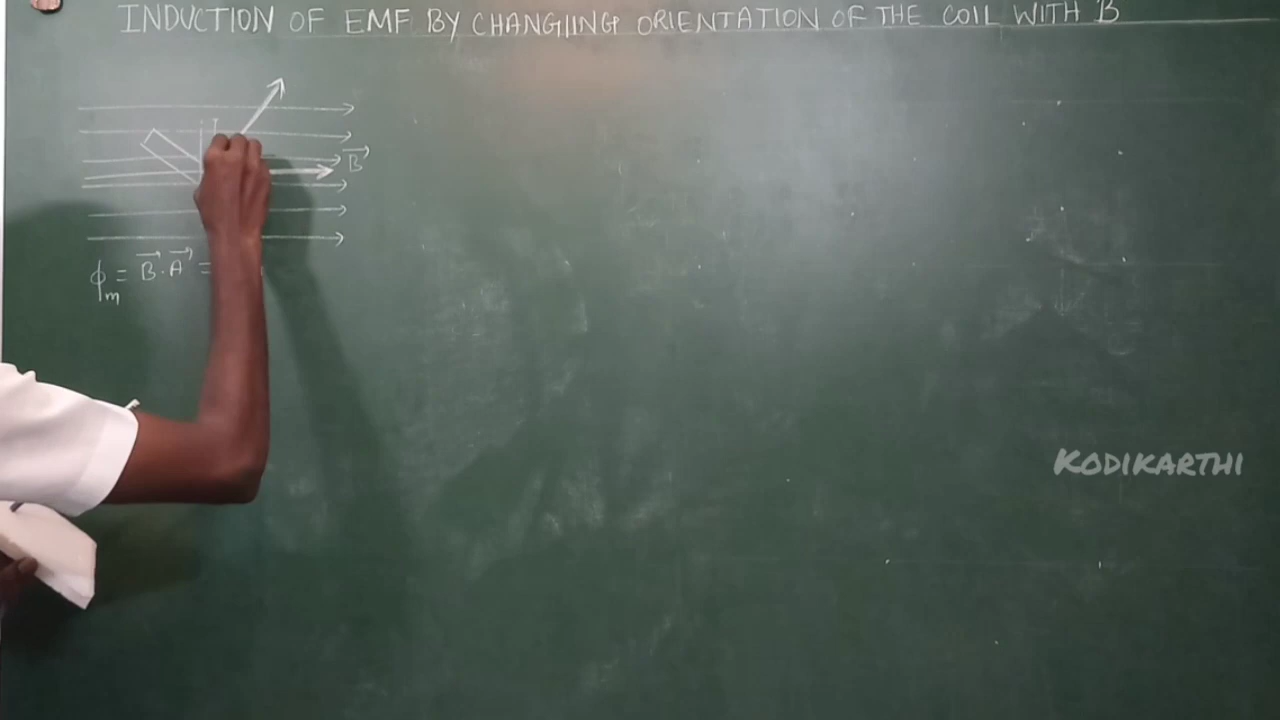 INDUCTION OF EMF BY CHANGIING ORIENTATION OF THE COIL WITH B
B⃗
ϕₘ = B⃗ . A⃗ =
KODIKARTHI